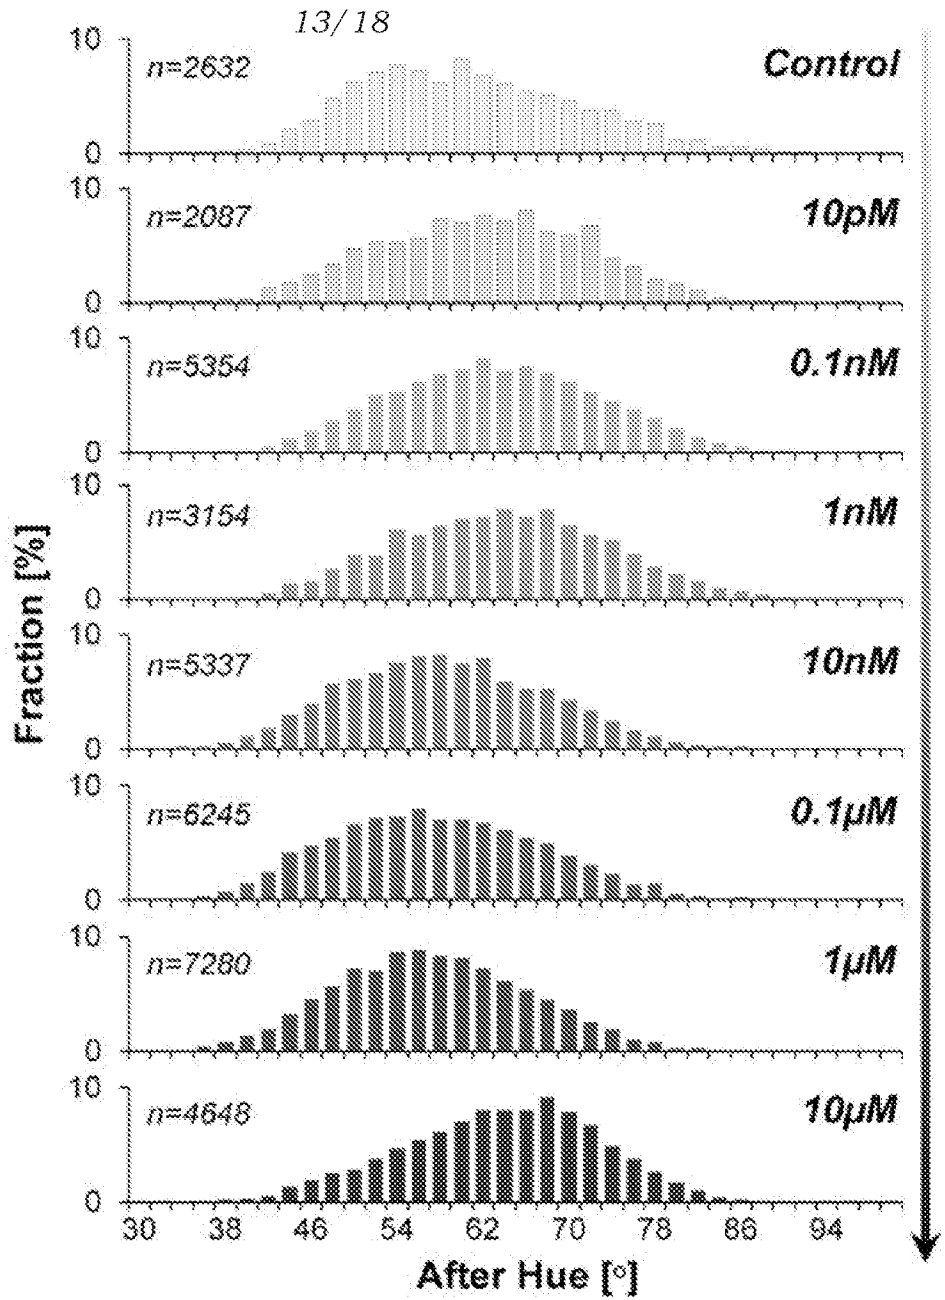 13/18
10
n=2632
Control
0
10
n=2087
10pM
0
10
n=5354
0.1nM
0
10
n=3154
1nM
0
10
n=5337
10nM
0
10
n=6245
0.1μM
0
10
n=7280
1μM
0
10
n=4648
10μM
0
Fraction [%]
30 38 46 54 62 70 78 86 94
After Hue [°]